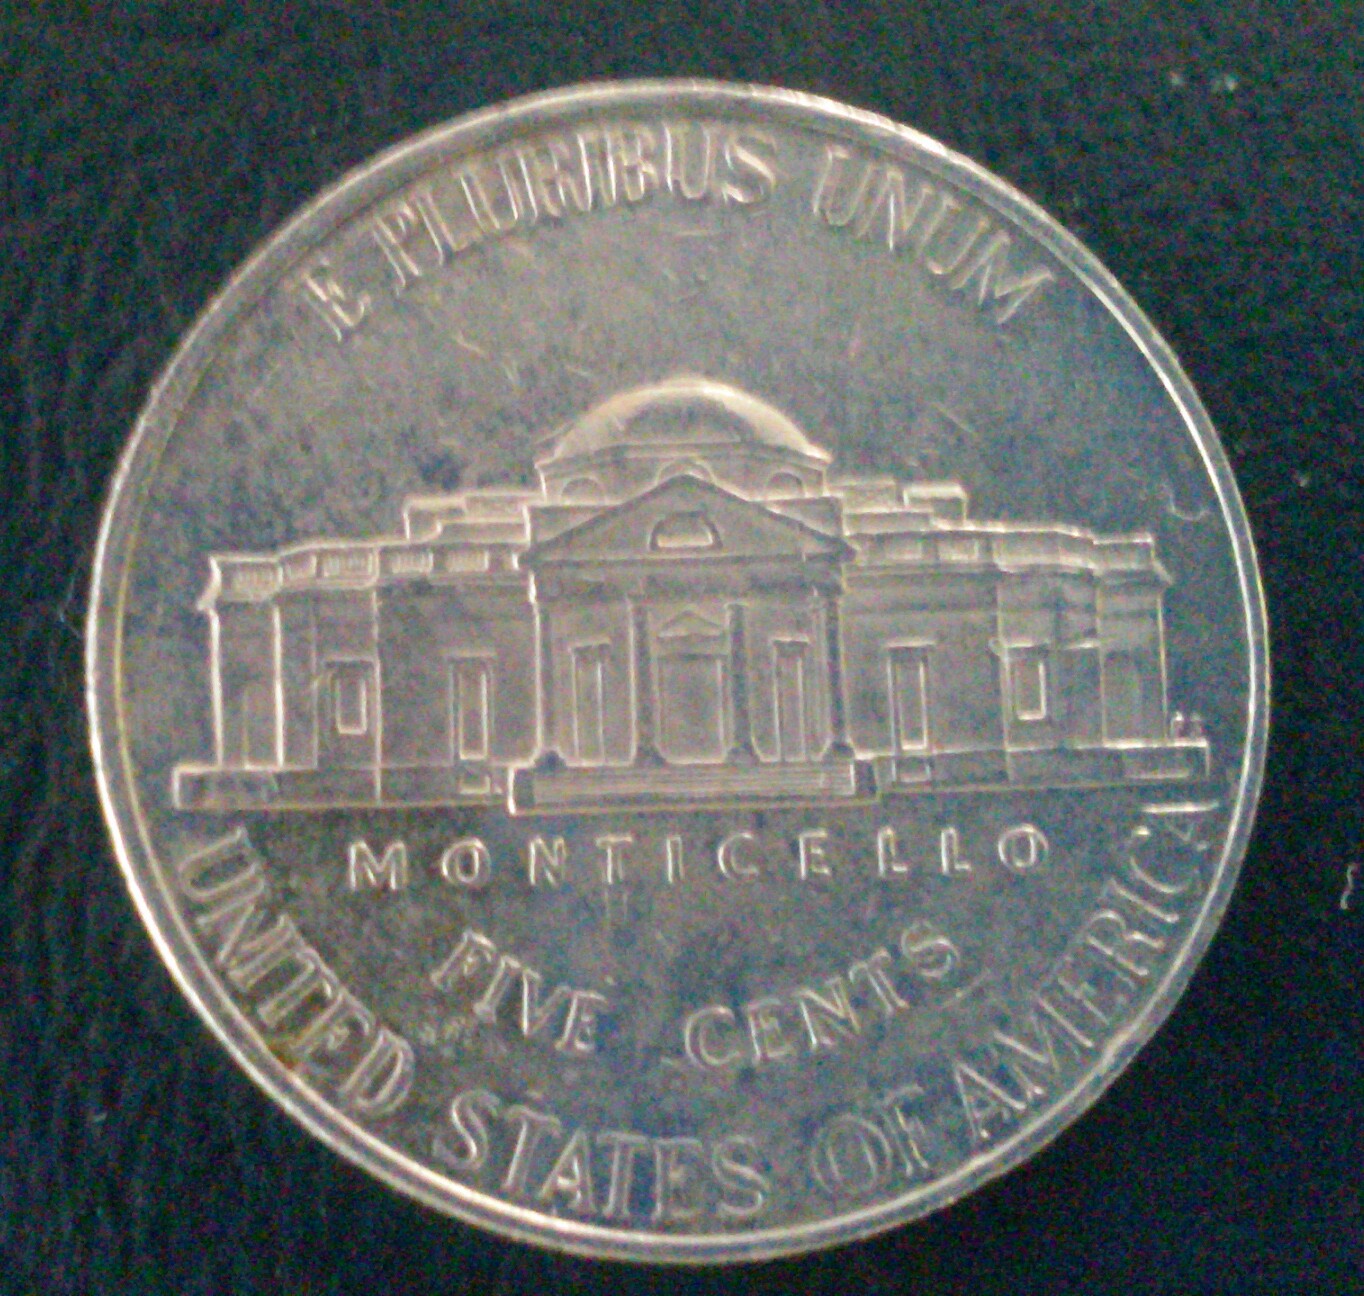 E PLURIBUS UNUM
MONTICELLO
FIVE CENTS
UNITED STATES OF AMERICA